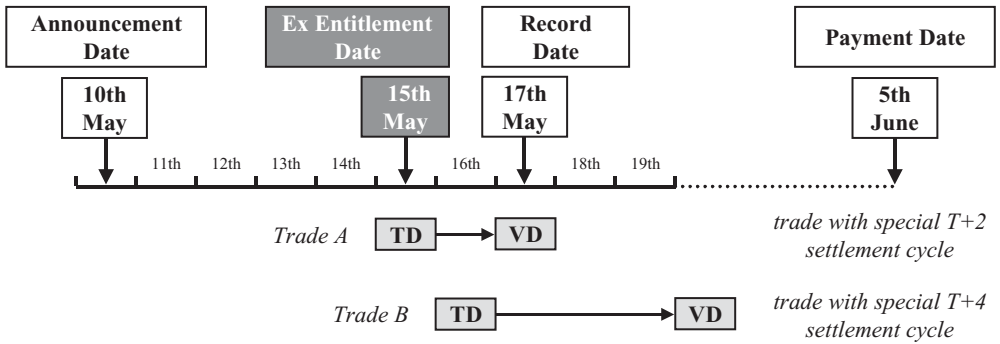 Announcement
Date
Ex Entitlement
Date
Record
Date
Payment Date
10th
May
15th
May
17th
May
5th
June
11th
12th
13th
14th
16th
18th
19th
Trade A
TD
VD
trade with special T+2
settlement cycle
Trade B
TD
VD
trade with special T+4
settlement cycle